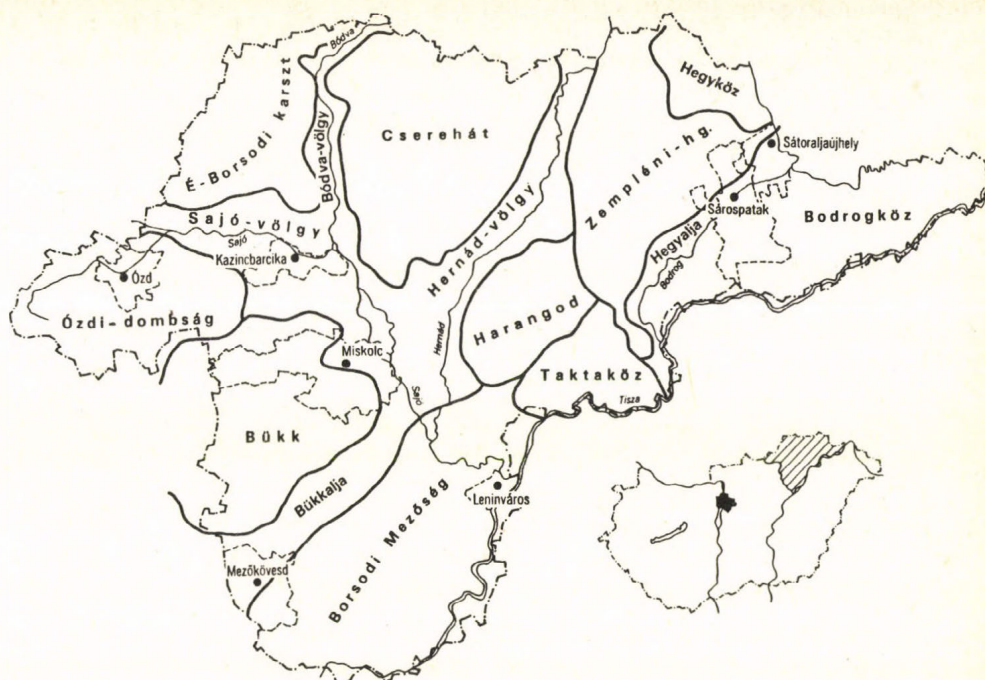 Bódva
Hegyköz
É-Borsodi karszt
Cserehát
Bódva-völgy
Zempléni-hg.
Sátoraljaújhely
Sárospatak
Bodrogköz
Sajó-völgy
Sajó
Kazincbarcika
Hernád-völgy
Hegyalja
Bodrog
Ózd
Ózdi-dombság
Harangod
Hernád
Miskolc
Taktaköz
Tisza
Sajó
Bükk
Bükkalja
Leninváros
Borsodi Mezőség
Mezőkövesd